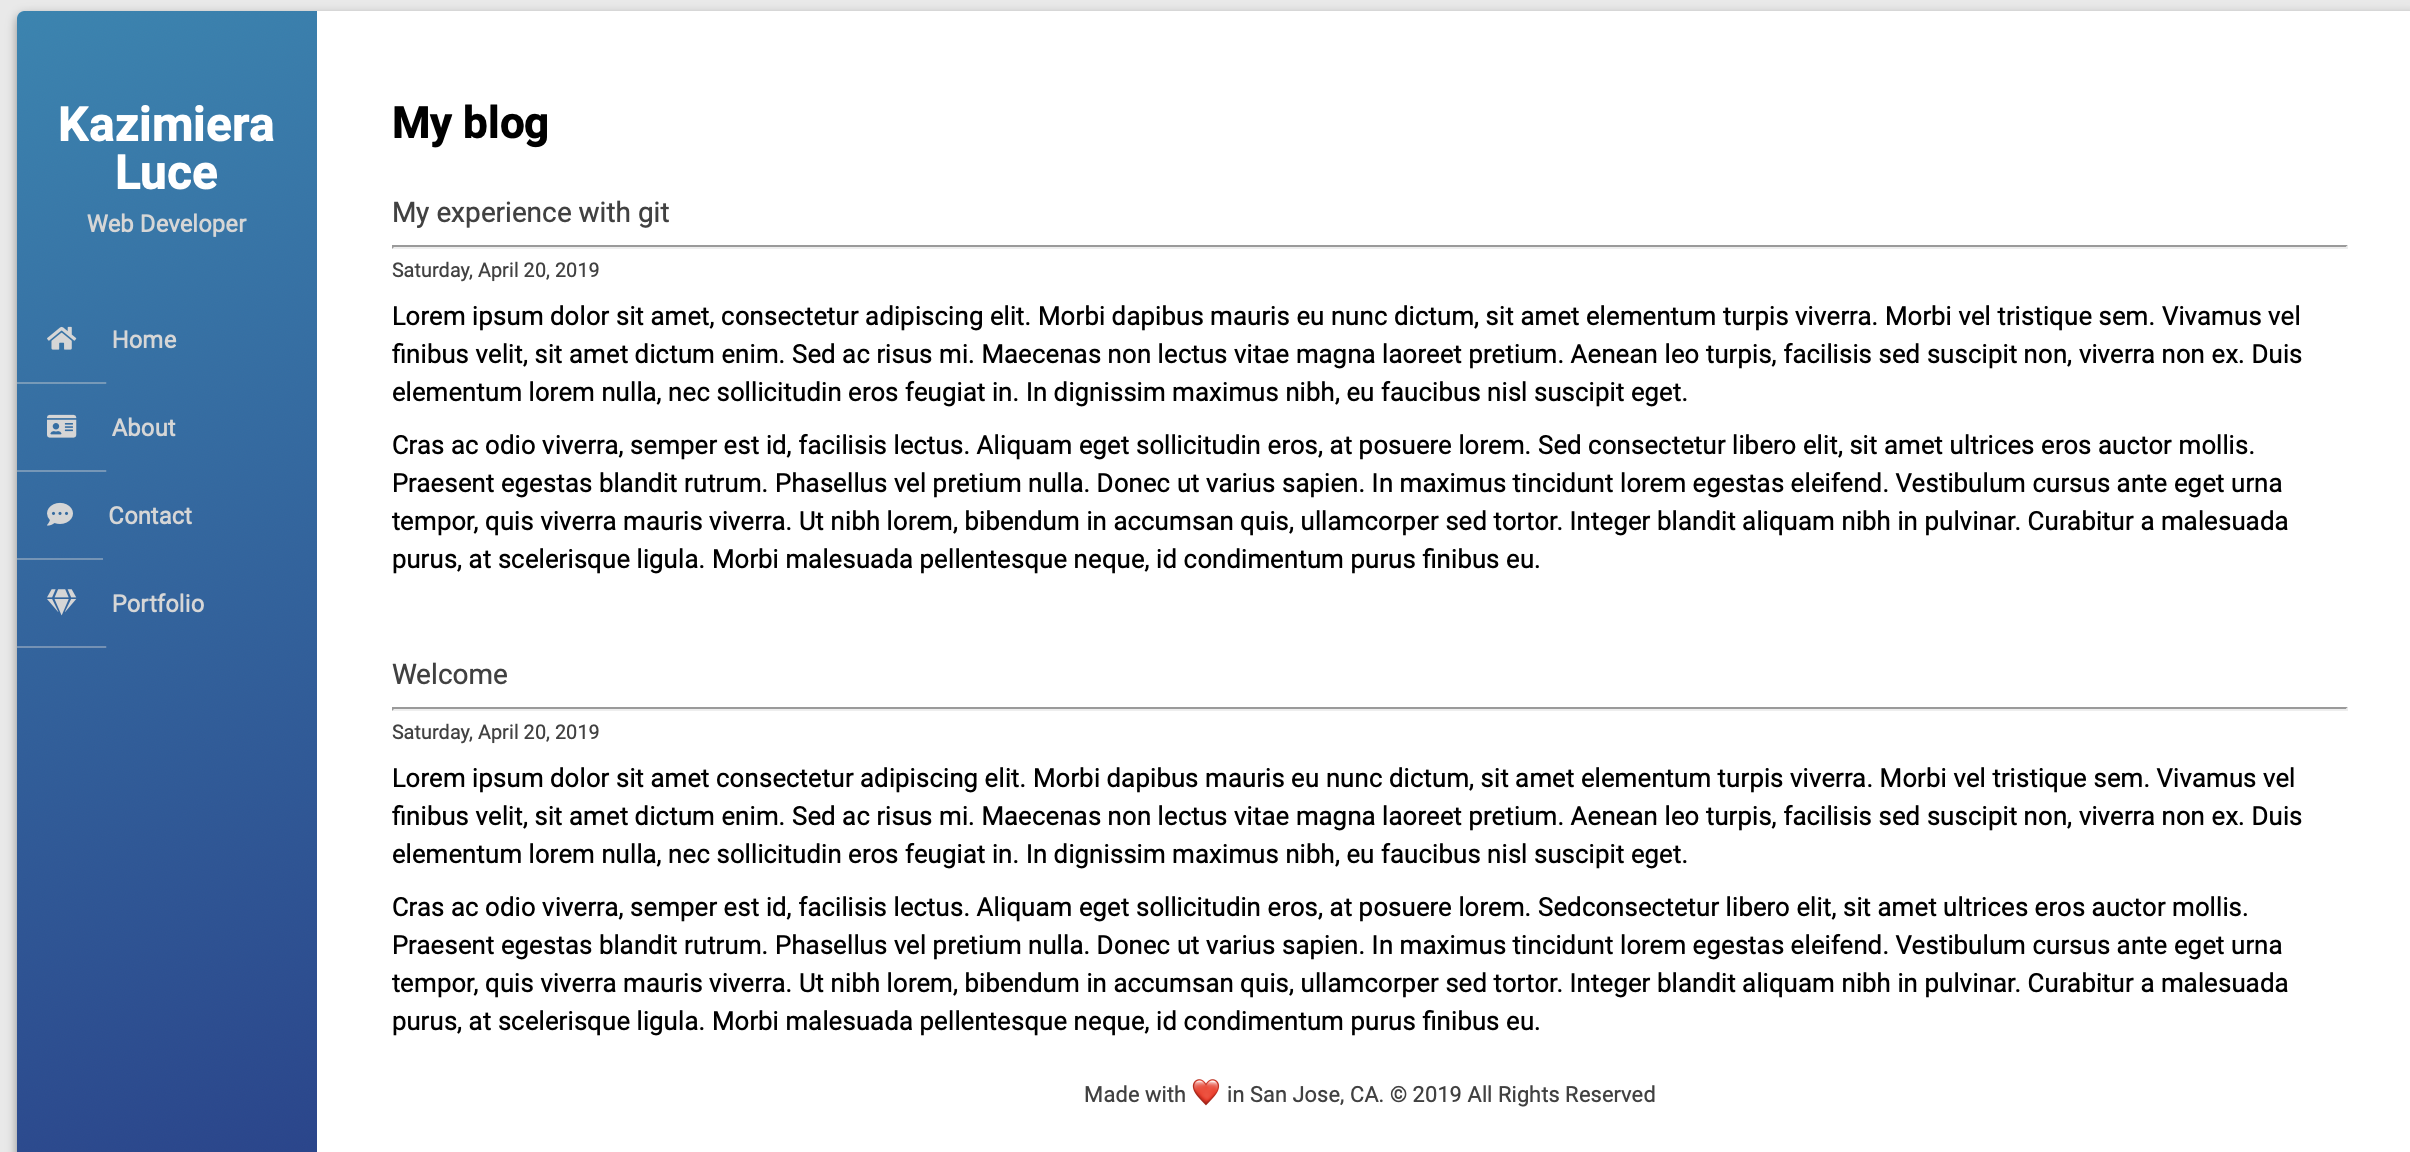 Kazimiera
Luce
Web Developer
Home
About
Contact
Portfolio
My blog
My experience with git
Saturday, April 20, 2019
Lorem ipsum dolor sit amet, consectetur adipiscing elit. Morbi dapibus mauris eu nunc dictum, sit amet elementum turpis viverra. Morbi vel tristique sem. Vivamus vel
finibus velit, sit amet dictum enim. Sed ac risus mi. Maecenas non lectus vitae magna laoreet pretium. Aenean leo turpis, facilisis sed suscipit non, viverra non ex. Duis
elementum lorem nulla, nec sollicitudin eros feugiat in. In dignissim maximus nibh, eu faucibus nisl suscipit eget.
Cras ac odio viverra, semper est id, facilisis lectus. Aliquam eget sollicitudin eros, at posuere lorem. Sed consectetur libero elit, sit amet ultrices eros auctor mollis.
Praesent egestas blandit rutrum. Phasellus vel pretium nulla. Donec ut varius sapien. In maximus tincidunt lorem egestas eleifend. Vestibulum cursus ante eget urna
tempor, quis viverra mauris viverra. Ut nibh lorem, bibendum in accumsan quis, ullamcorper sed tortor. Integer blandit aliquam nibh in pulvinar. Curabitur a malesuada
purus, at scelerisque ligula. Morbi malesuada pellentesque neque, id condimentum purus finibus eu.
Welcome
Saturday, April 20, 2019
Lorem ipsum dolor sit amet consectetur adipiscing elit. Morbi dapibus mauris eu nunc dictum, sit amet elementum turpis viverra. Morbi vel tristique sem. Vivamus vel
finibus velit, sit amet dictum enim. Sed ac risus mi. Maecenas non lectus vitae magna laoreet pretium. Aenean leo turpis, facilisis sed suscipit non, viverra non ex. Duis
elementum lorem nulla, nec sollicitudin eros feugiat in. In dignissim maximus nibh, eu faucibus nisl suscipit eget.
Cras ac odio viverra, semper est id, facilisis lectus. Aliquam eget sollicitudin eros, at posuere lorem. Sedconsectetur libero elit, sit amet ultrices eros auctor mollis.
Praesent egestas blandit rutrum. Phasellus vel pretium nulla. Donec ut varius sapien. In maximus tincidunt lorem egestas eleifend. Vestibulum cursus ante eget urna
tempor, quis viverra mauris viverra. Ut nibh lorem, bibendum in accumsan quis, ullamcorper sed tortor. Integer blandit aliquam nibh in pulvinar. Curabitur a malesuada
purus, at scelerisque ligula. Morbi malesuada pellentesque neque, id condimentum purus finibus eu.
Made with ❤️ in San Jose, CA. © 2019 All Rights Reserved